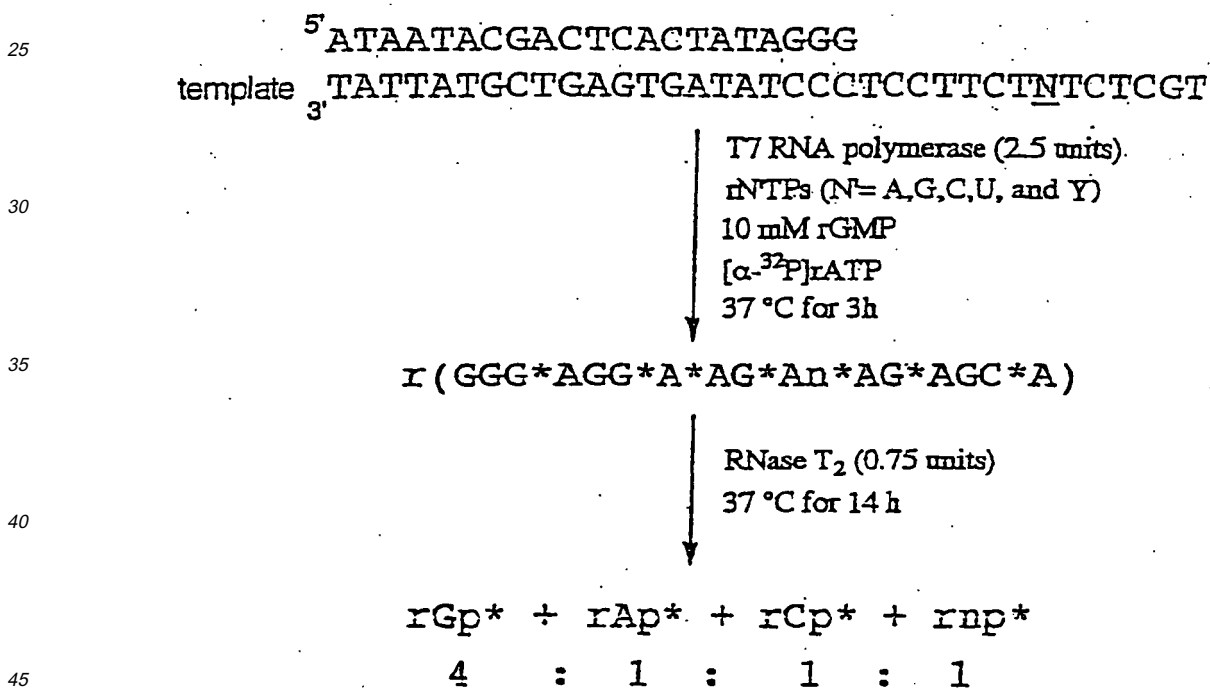 5' ATAATACGACTCACTATAGGG
25
template 3' TATTATGCTGAGTGATATCCCTCCTTCTNTCTCGT
T7 RNA polymerase (2.5 units).
rNTPs (N= A,G,C,U, and Y)
30
10 mM rGMP
[α-32P]rATP
37 °C for 3h
35
r(GGG*AGG*A*AG*An*AG*AGC*A)
RNase T2 (0.75 units)
37 °C for 14 h
40
rGp* + rAp* + rCp* + rnp*
4 : 1 : 1 : 1
45